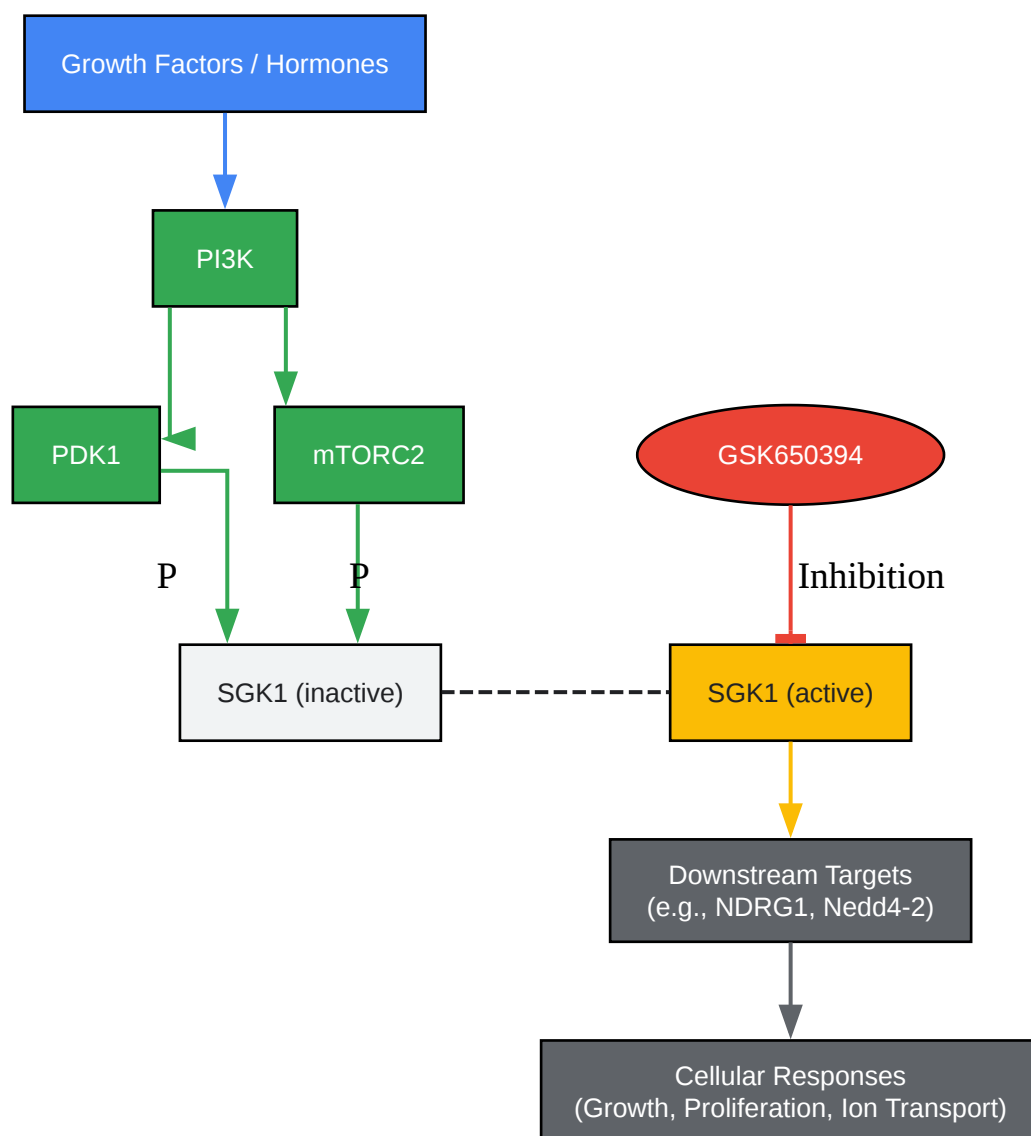 Growth Factors / Hormones
PI3K
PDK1
mTORC2
GSK650394
P
P
Inhibition
SGK1 (inactive)
SGK1 (active)
Downstream Targets
(e.g., NDRG1, Nedd4-2)
Cellular Responses
(Growth, Proliferation, Ion Transport)